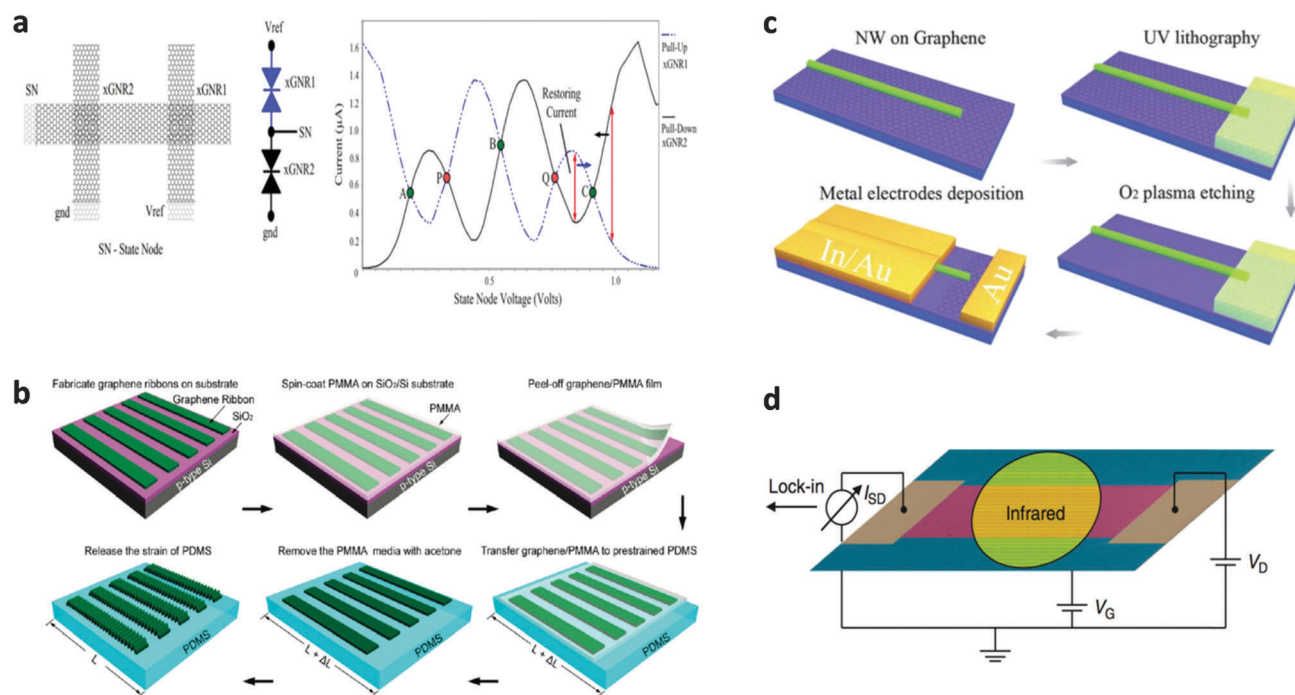 a
SN
xGNR2
xGNR1
gnd
Vref
SN - State Node
Vref
xGNR1
SN
xGNR2
gnd
Current (μA)
1.6
1.4
1.2
1.0
0.8
0.6
0.4
0.2
0.5
1.0
State Node Voltage (Volts)
A
P
B
Q
C
Restoring
Current
Pull-Up
xGNR1
Pull-Down
xGNR2
c
NW on Graphene
UV lithography
Metal electrodes deposition
O2 plasma etching
In/Au
Au
b
Fabricate graphene ribbons on substrate
Graphene Ribbon
SiO2
p-type Si
Spin-coat PMMA on SiO2/Si substrate
PMMA
p-type Si
Peel-off graphene/PMMA film
p-type Si
Release the strain of PDMS
PDMS
L
Remove the PMMA media with acetone
PDMS
L + ΔL
Transfer graphene/PMMA to prestrained PDMS
PDMS
L + ΔL
d
Lock-in
ISD
Infrared
VD
VG